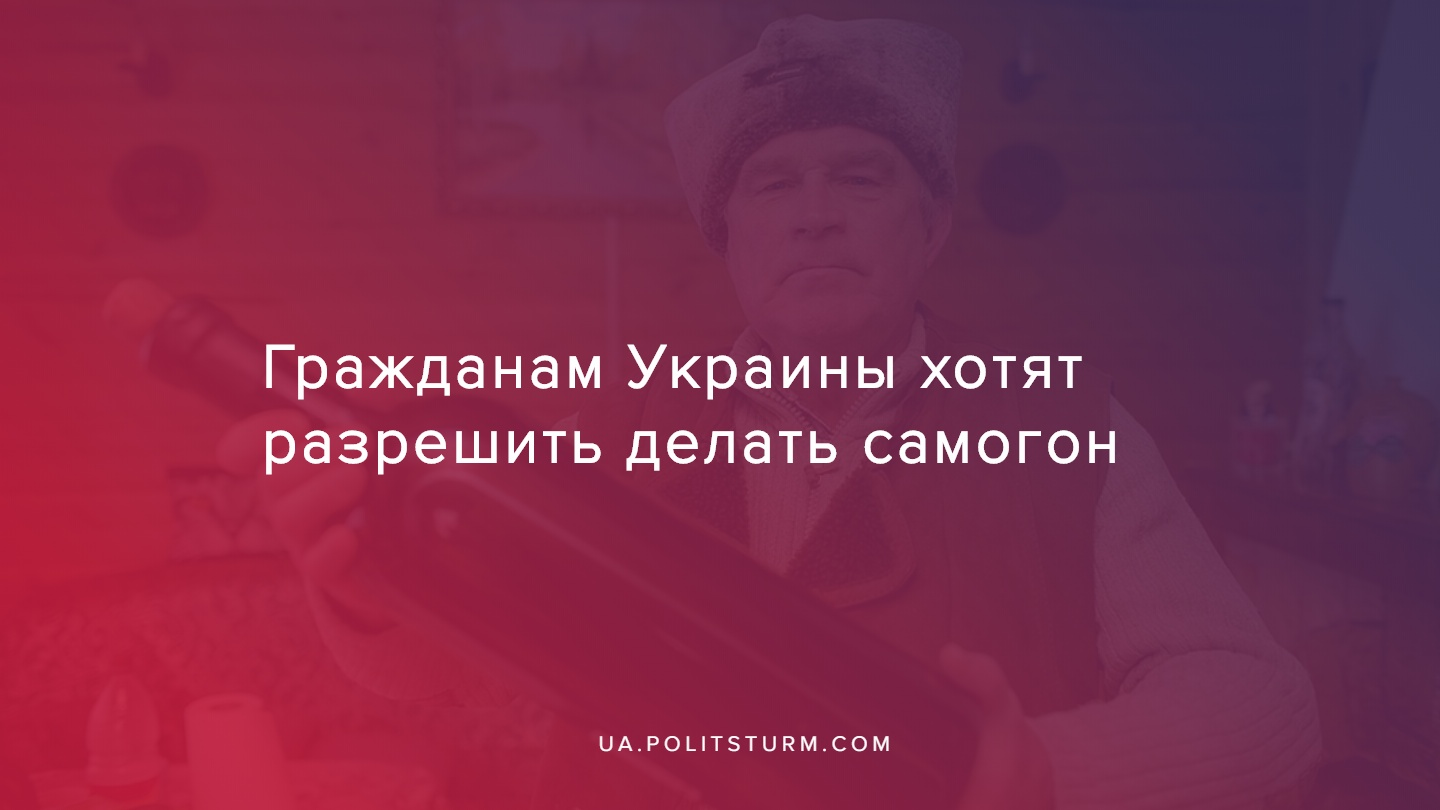 Гражданам Украины хотят
разрешить делать самогон
UA.POLITSTURM.COM